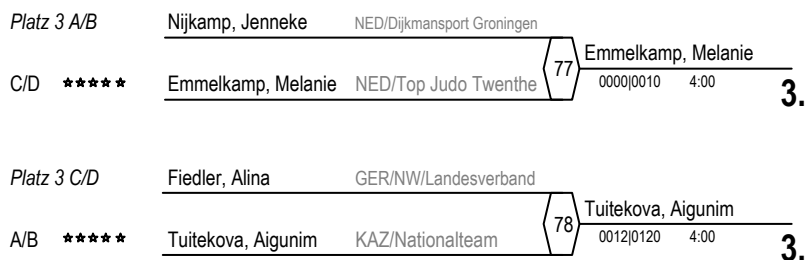 Platz 3 A/B Nijkamp, Jenneke NED/Dijkmansport Groningen
77 Emmelkamp, Melanie
C/D ***** Emmelkamp, Melanie NED/Top Judo Twenthe 0000|0010 4:00 3.
Platz 3 C/D Fiedler, Alina GER/NW/Landesverband
78 Tuitekova, Aigunim
A/B ***** Tuitekova, Aigunim KAZ/Nationalteam 0012|0120 4:00 3.